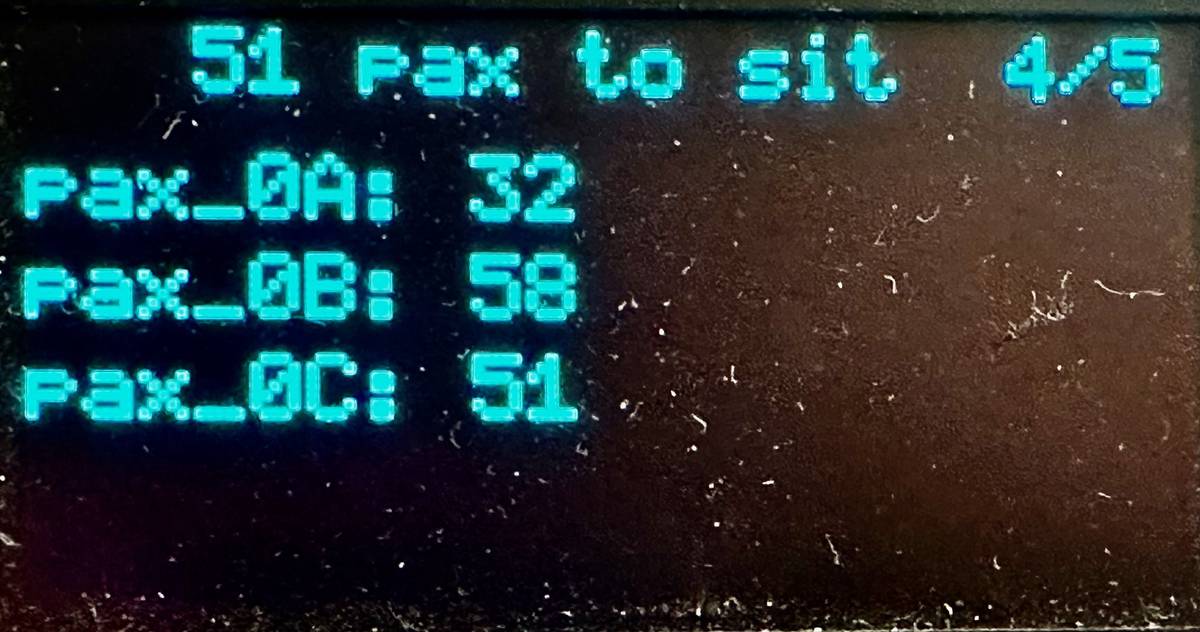 51 pax to sit 4/5
pax_0A: 32
pax_0B: 58
pax_0C: 51